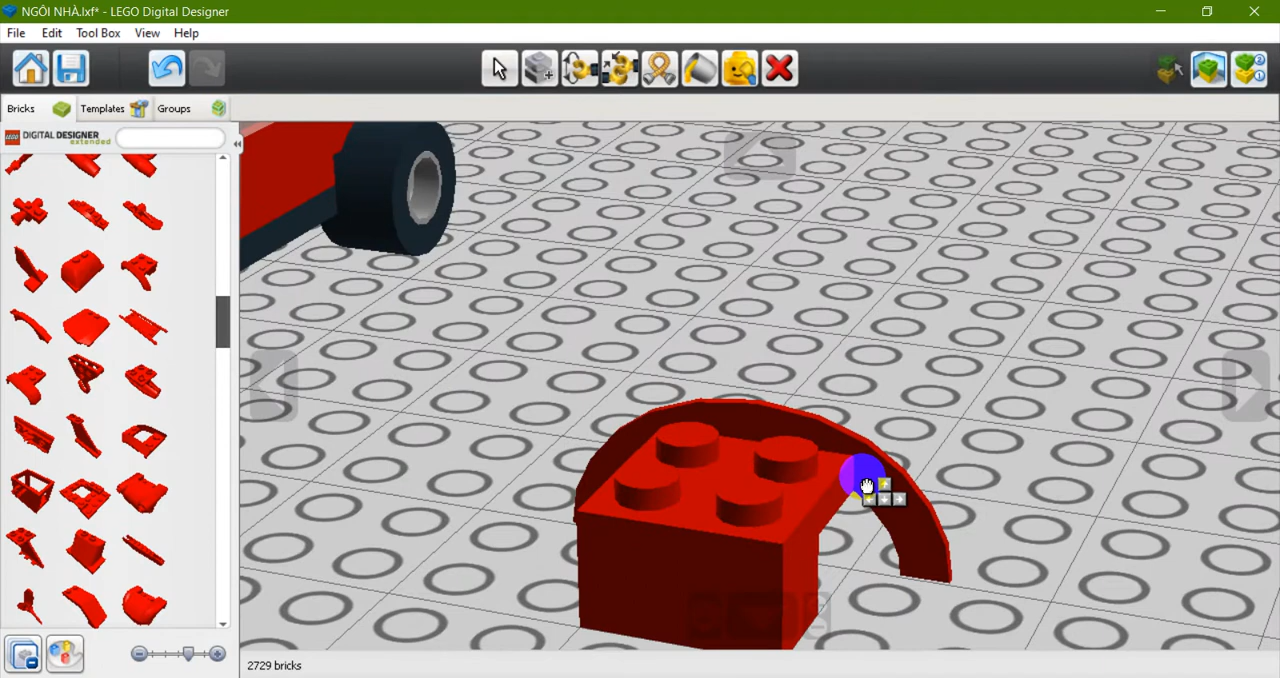 NGÔI NHÀ.lxf* - LEGO Digital Designer
File Edit Tool Box View Help
Bricks Templates Groups
LEGO DIGITAL DESIGNER
extended
2729 bricks